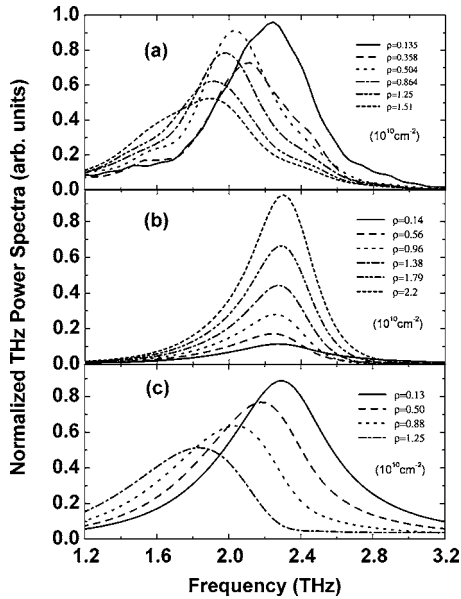 Normalized THz Power Spectra (arb. units)
(a)
1.0
0.8
0.6
0.4
0.2
0.0
ρ=0.135
ρ=0.358
ρ=0.504
ρ=0.864
ρ=1.25
ρ=1.51
(10¹⁰cm⁻²)
(b)
0.8
0.6
0.4
0.2
0.0
ρ=0.14
ρ=0.56
ρ=0.96
ρ=1.38
ρ=1.79
ρ=2.2
(10¹⁰cm⁻²)
(c)
0.8
0.6
0.4
0.2
0.0
ρ=0.13
ρ=0.50
ρ=0.88
ρ=1.25
(10¹⁰cm⁻²)
1.2 1.6 2.0 2.4 2.8 3.2
Frequency (THz)